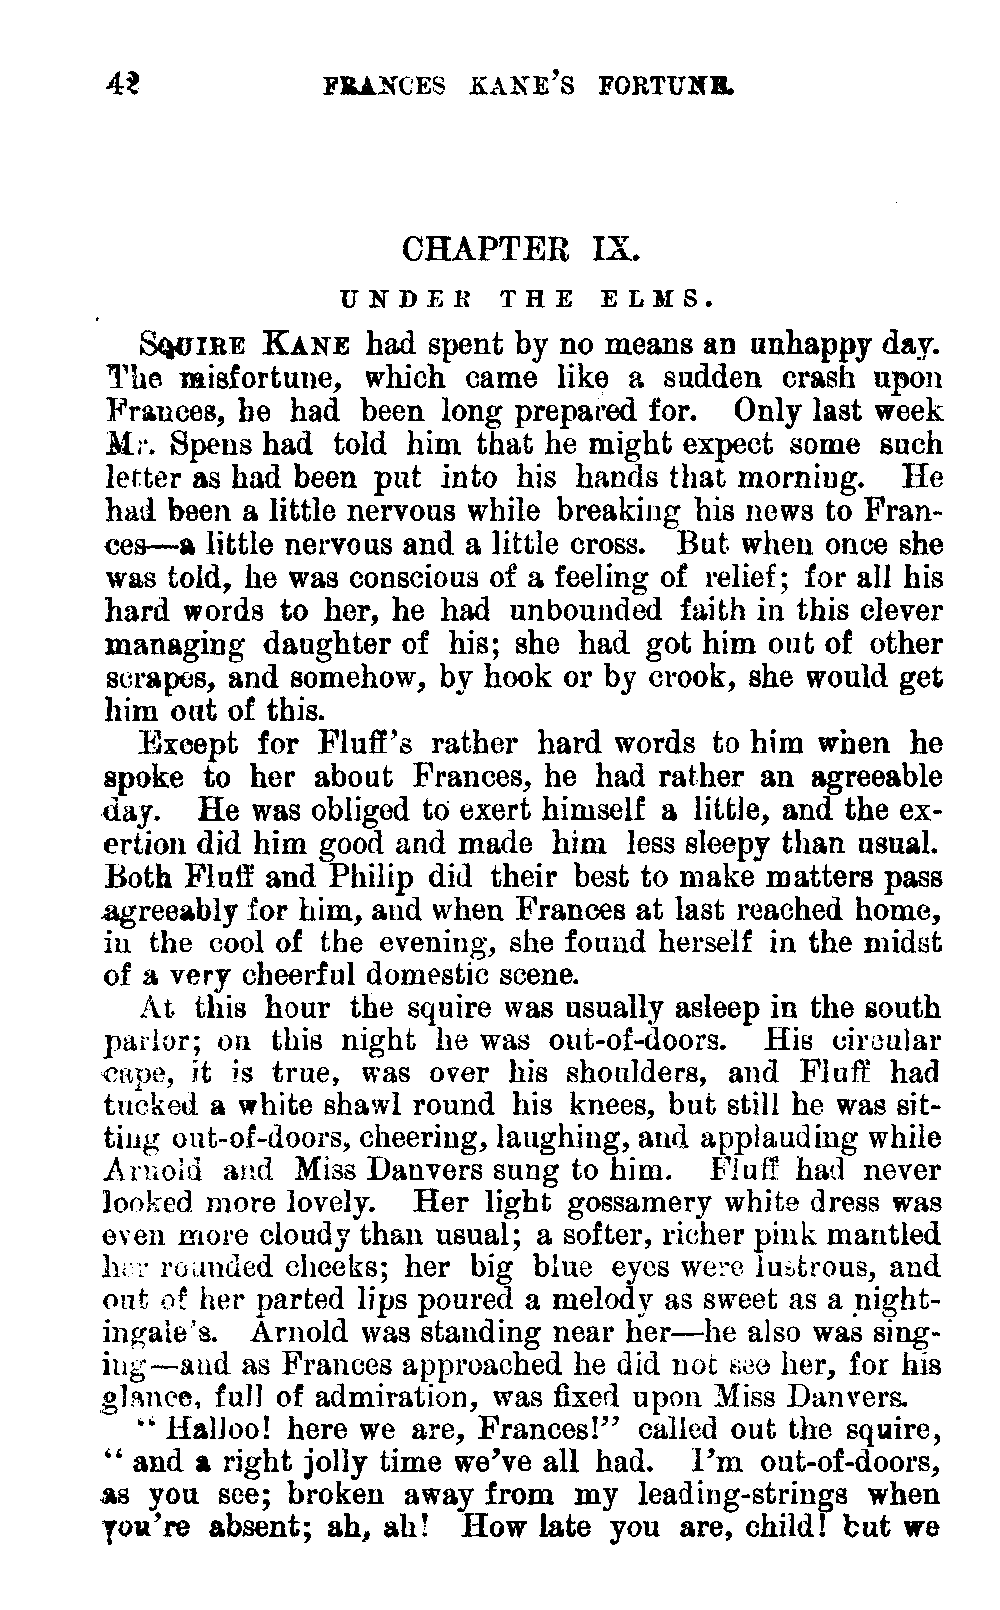 42 FRANCES KANE'S FORTUNE.
CHAPTER IX.
UNDER THE ELMS.
SQUIRE KANE had spent by no means an unhappy day.
The misfortune, which came like a sudden crash upon
Frances, he had been long prepared for. Only last week
Mr. Spens had told him that he might expect some such
letter as had been put into his hands that morning. He
had been a little nervous while breaking his news to Fran-
ces—a little nervous and a little cross. But when once she
was told, he was conscious of a feeling of relief; for all his
hard words to her, he had unbounded faith in this clever
managing daughter of his; she had got him out of other
scrapes, and somehow, by hook or by crook, she would get
him out of this.
Except for Fluff's rather hard words to him when he
spoke to her about Frances, he had rather an agreeable
day. He was obliged to exert himself a little, and the ex-
ertion did him good and made him less sleepy than usual.
Both Fluff and Philip did their best to make matters pass
agreeably for him, and when Frances at last reached home,
in the cool of the evening, she found herself in the midst
of a very cheerful domestic scene.
At this hour the squire was usually asleep in the south
parlor; on this night he was out-of-doors. His circular
cape, it is true, was over his shoulders, and Fluff had
tucked a white shawl round his knees, but still he was sit-
ting out-of-doors, cheering, laughing, and applauding while
Arnold and Miss Danvers sung to him. Fluff had never
looked more lovely. Her light gossamery white dress was
even more cloudy than usual; a softer, richer pink mantled
her rounded cheeks; her big blue eyes were lustrous, and
out of her parted lips poured a melody as sweet as a night-
ingale's. Arnold was standing near her—he also was sing-
ing—and as Frances approached he did not see her, for his
glance, full of admiration, was fixed upon Miss Danvers.
"Halloo! here we are, Frances!" called out the squire,
"and a right jolly time we've all had. I'm out-of-doors,
as you see; broken away from my leading-strings when
you're absent; ah, ah! How late you are, child! but we